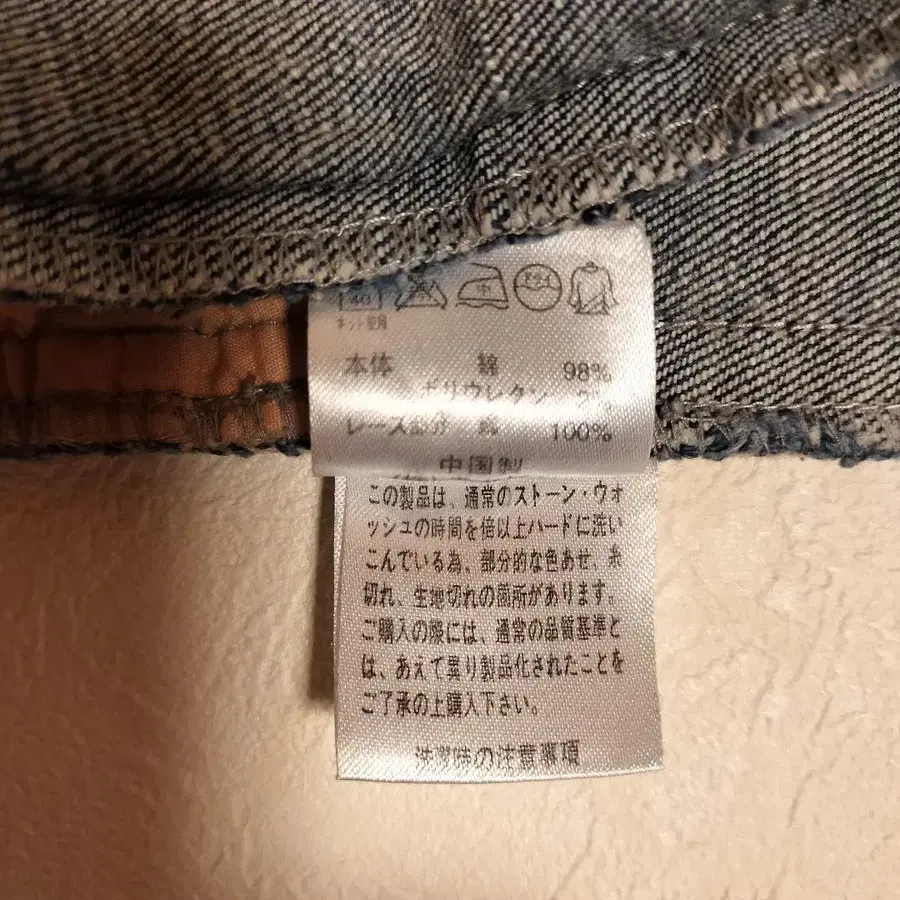 40
中
ネット使用
本体 綿 98%
ポリウレタン 2%
レース部分 綿 100%
中国製
この製品は、通常のストーン・ウォ
ッシュの時間を倍以上ハードに洗い
こんでいる為、部分的な色あせ、糸
切れ、生地切れの箇所があります。
ご購入の際には、通常の品質基準と
は、あえて異り製品化されたことを
ご了承の上購入下さい。
洗濯時の注意事項